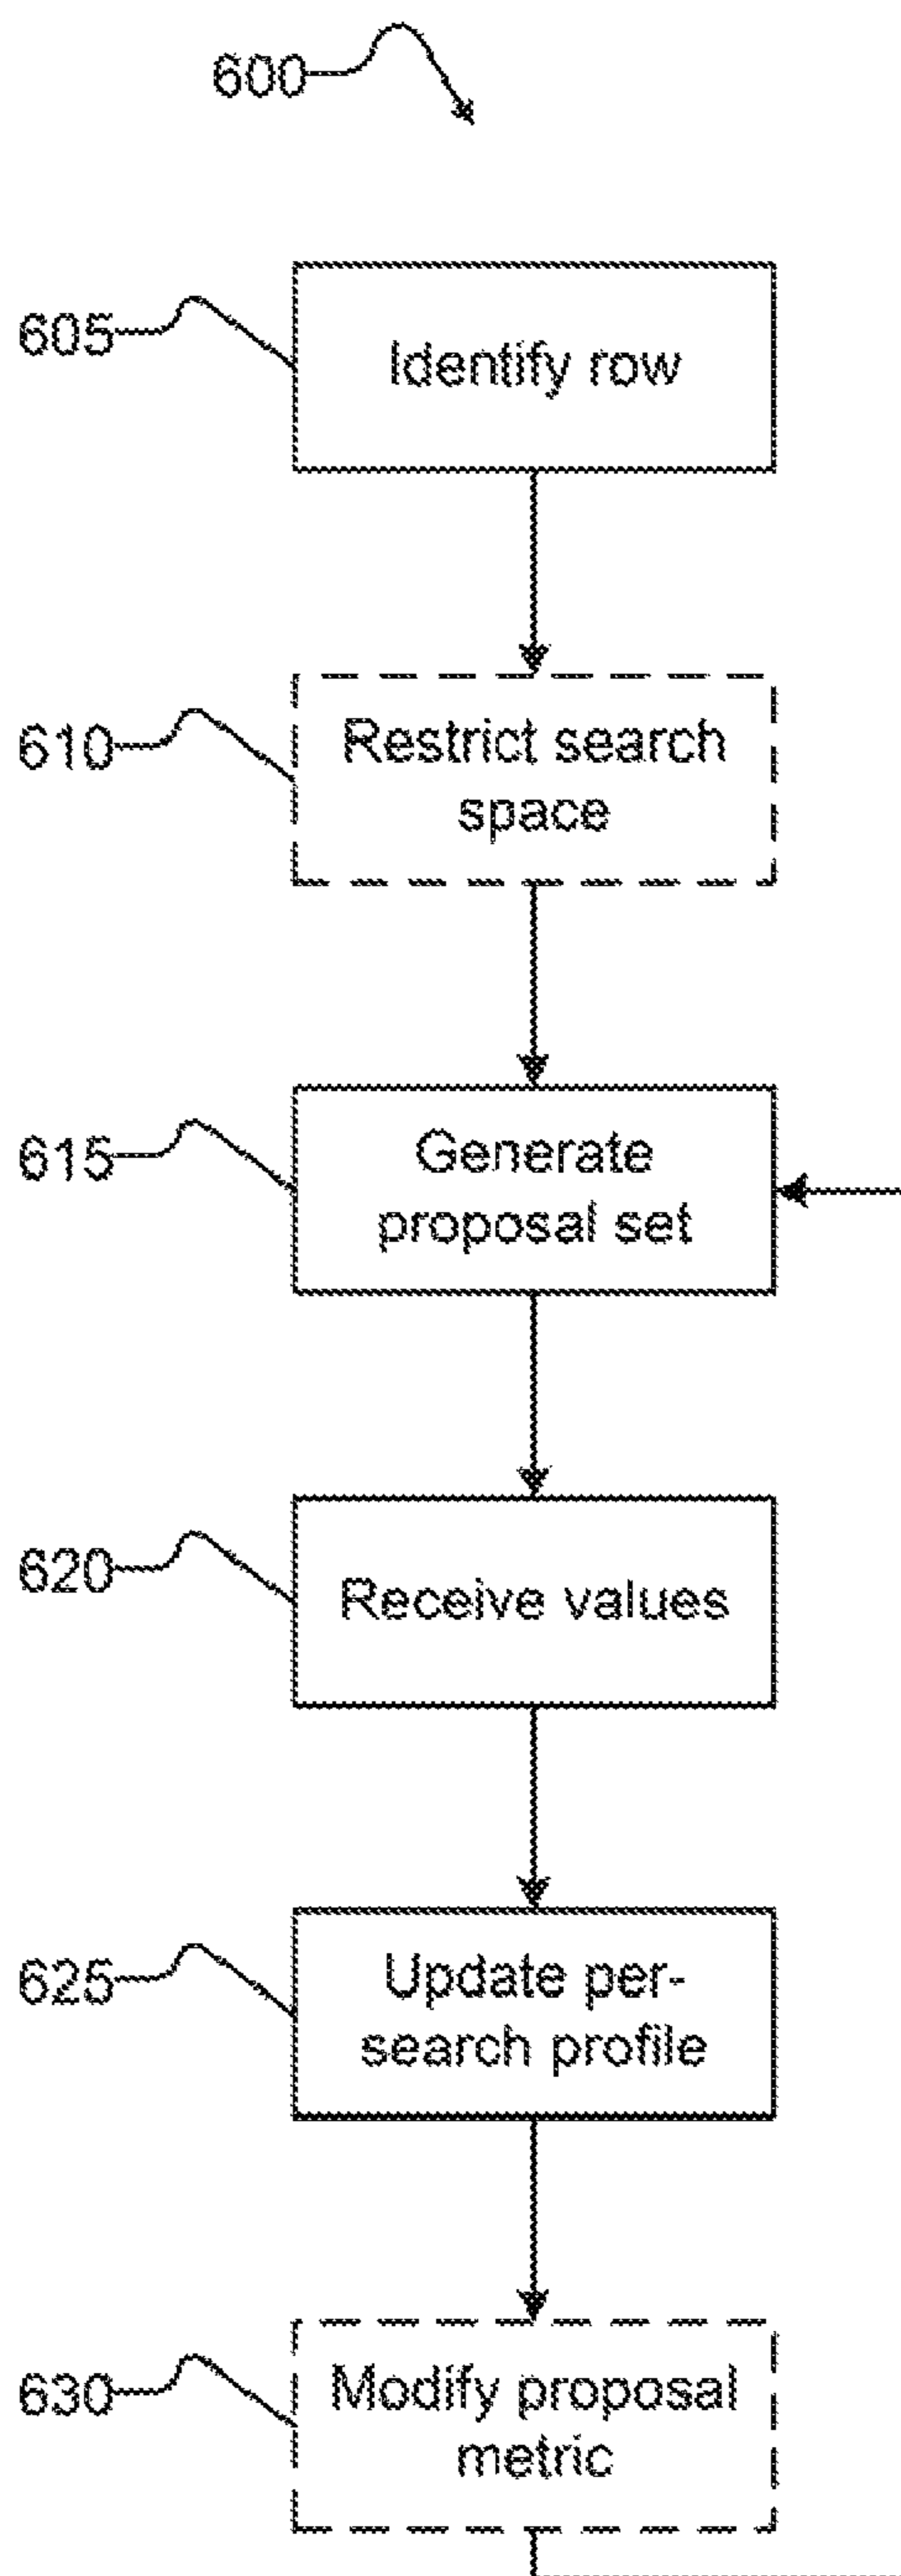 600
605
Identify row
610
Restrict search
space
615
Generate
proposal set
620
Receive values
625
Update per-
search profile
630
Modify proposal
metric